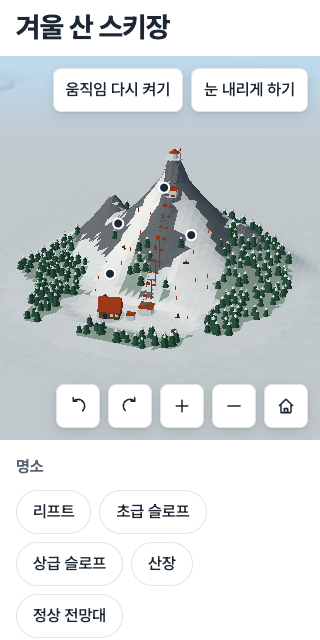 겨울 산 스키장
움직임 다시 켜기 눈 내리게 하기
명소
리프트 초급 슬로프
상급 슬로프 산장
정상 전망대